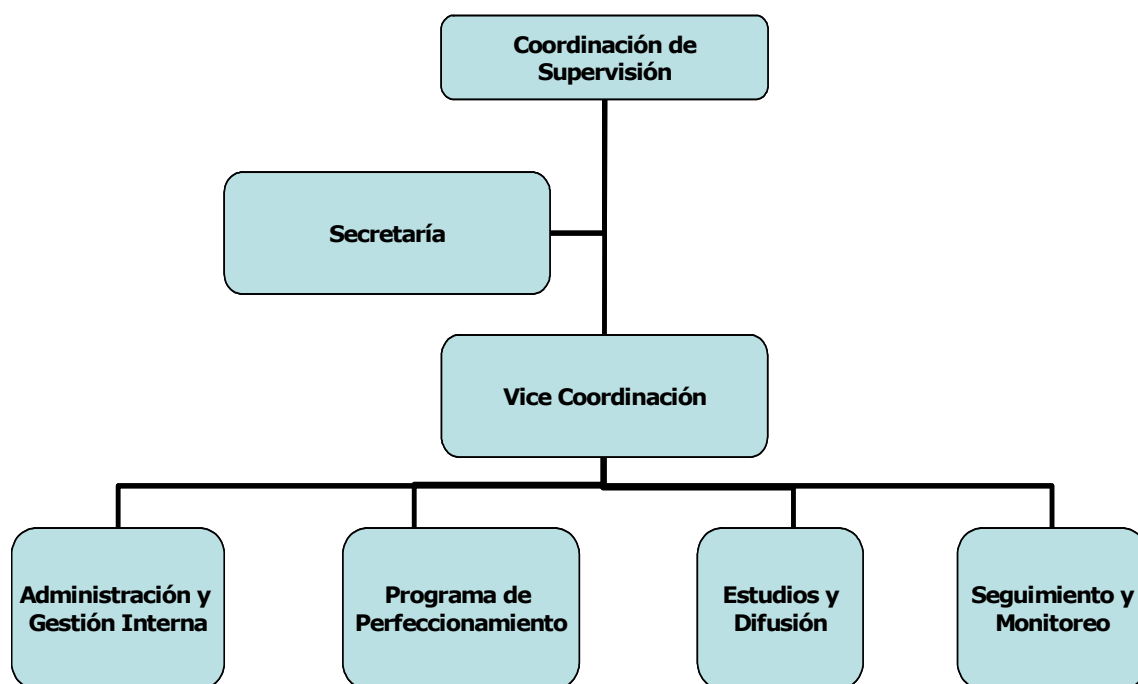 Coordinación de
Supervisión
Secretaría
Vice Coordinación
Administración y
Gestión Interna
Programa de
Perfeccionamiento
Estudios y
Difusión
Seguimiento y
Monitoreo